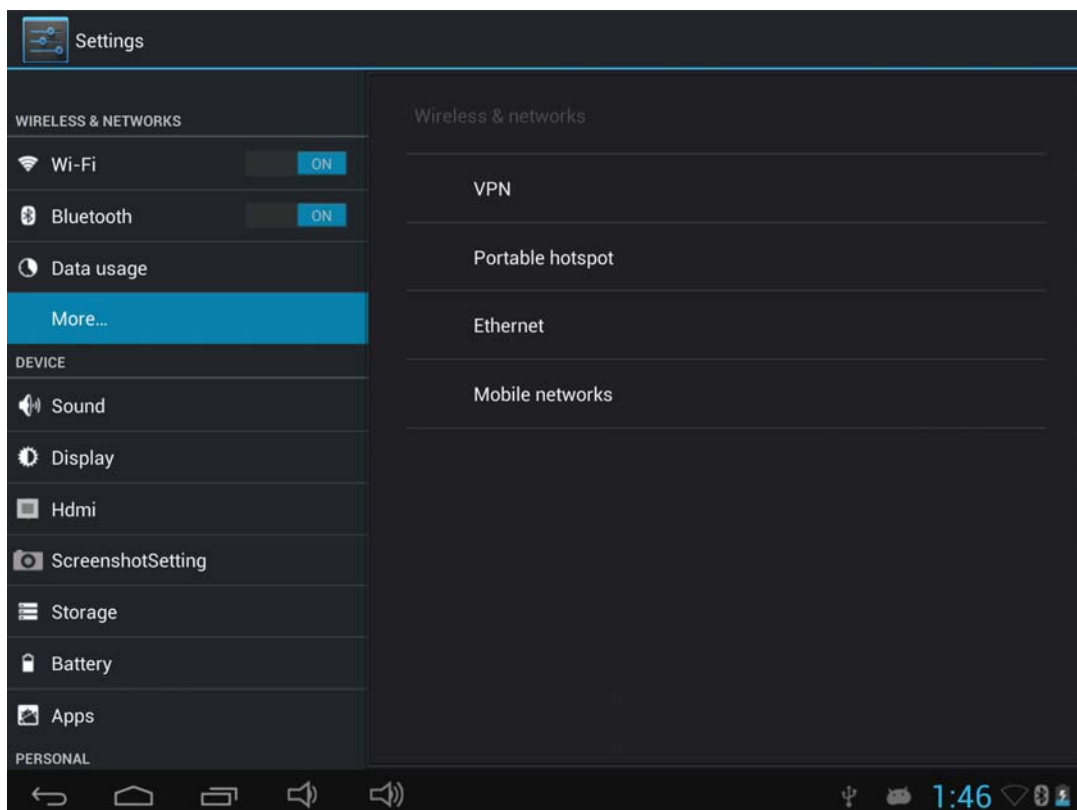 Settings
WIRELESS & NETWORKS
Wi-Fi ON
Bluetooth ON
Data usage
More...
DEVICE
Sound
Display
Hdmi
ScreenshotSetting
Storage
Battery
Apps
PERSONAL
Wireless & networks
VPN
Portable hotspot
Ethernet
Mobile networks
1:46